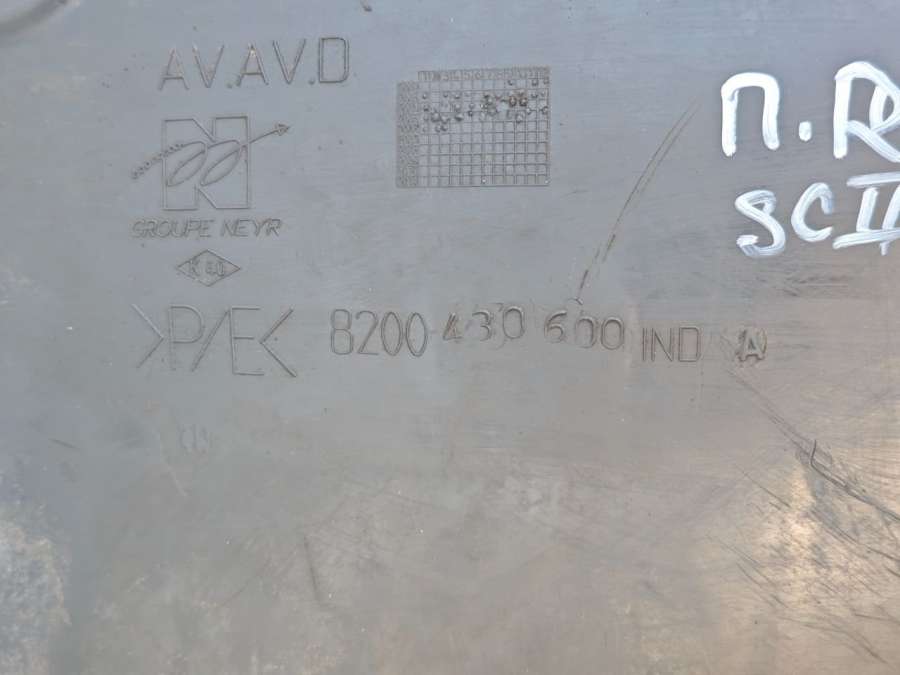 AV.AV.D
GROUPE NEYR
>P/E< 8200 430 600 IND A
П. R
SC II